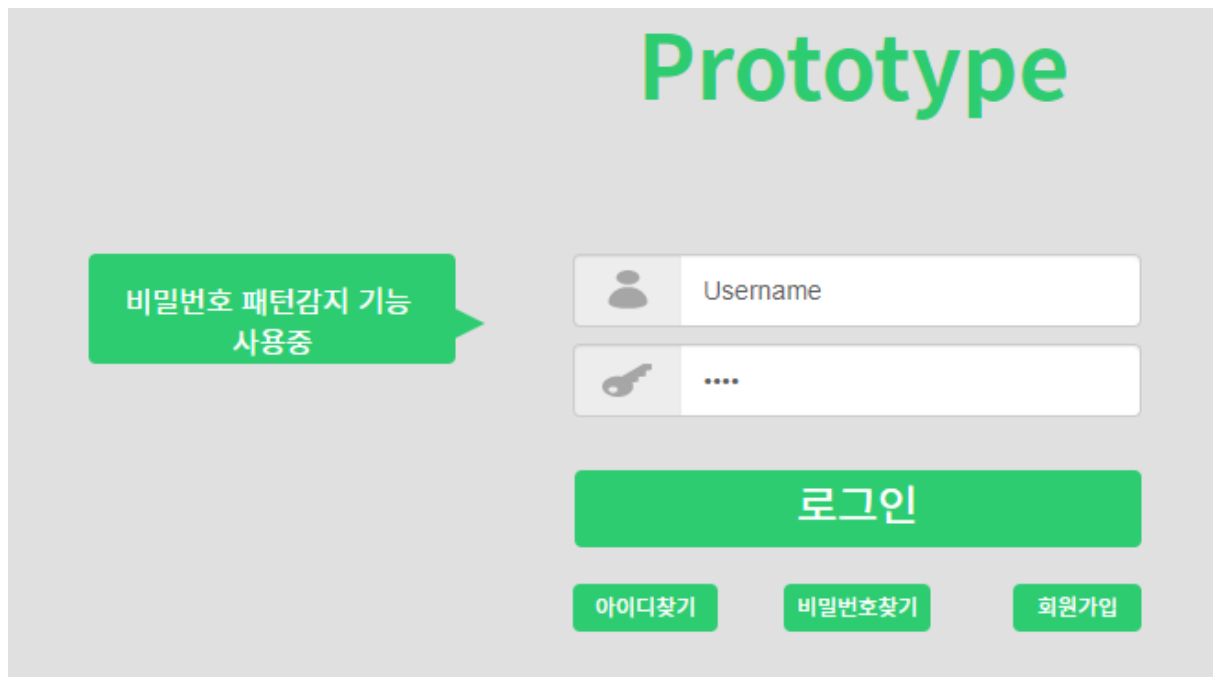 Prototype
비밀번호 패턴감지 기능
사용중
Username
••••
로그인
아이디찾기
비밀번호찾기
회원가입